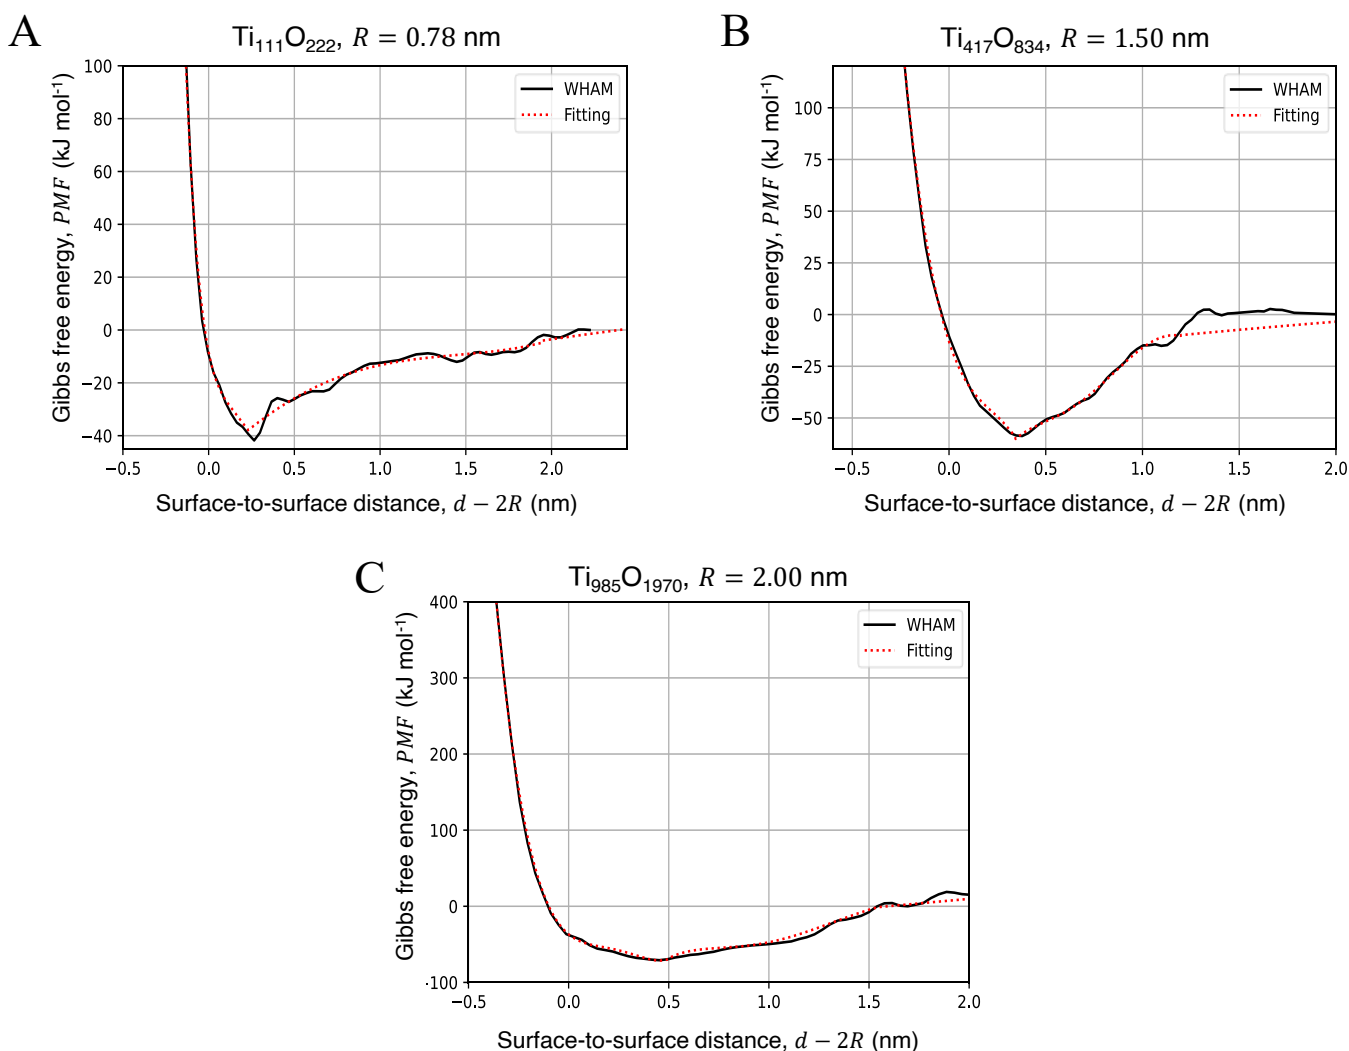 A
Ti₁₁₁O₂₂₂, R = 0.78 nm
Gibbs free energy, PMF (kJ mol⁻¹)
100
80
60
40
20
0
−20
−40
WHAM
Fitting
−0.5 0.0 0.5 1.0 1.5 2.0
Surface-to-surface distance, d − 2R (nm)
B
Ti₄₁₇O₈₃₄, R = 1.50 nm
Gibbs free energy, PMF (kJ mol⁻¹)
100
75
50
25
0
−25
−50
WHAM
Fitting
−0.5 0.0 0.5 1.0 1.5 2.0
Surface-to-surface distance, d − 2R (nm)
C
Ti₉₈₅O₁₉₇₀, R = 2.00 nm
Gibbs free energy, PMF (kJ mol⁻¹)
400
300
200
100
0
-100
WHAM
Fitting
−0.5 0.0 0.5 1.0 1.5 2.0
Surface-to-surface distance, d − 2R (nm)